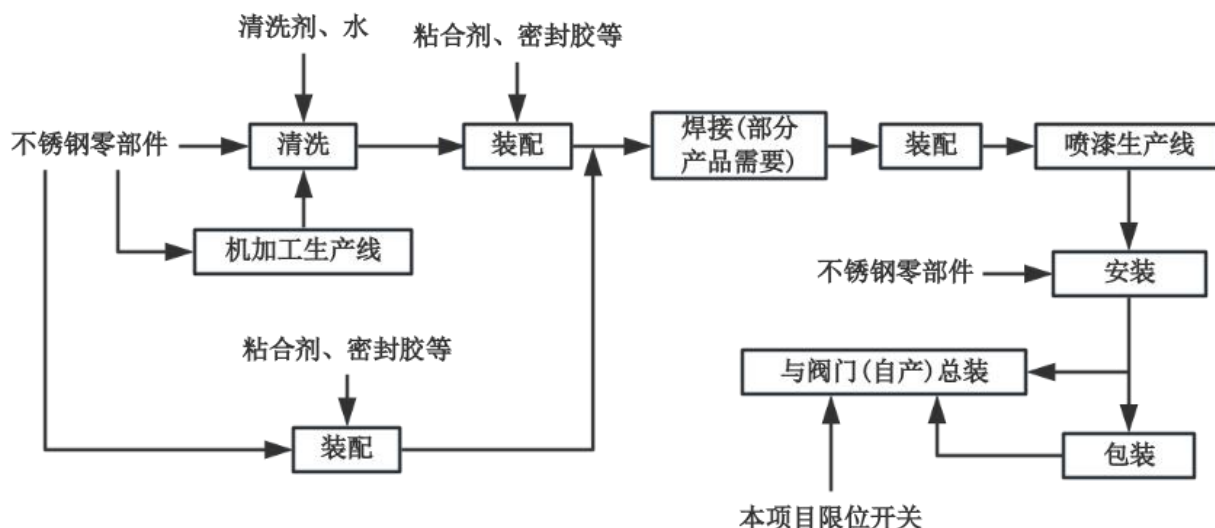 清洗剂、水
粘合剂、密封胶等
不锈钢零部件
清洗
装配
焊接(部分
产品需要)
装配
喷漆生产线
机加工生产线
不锈钢零部件
安装
粘合剂、密封胶等
与阀门(自产)总装
装配
包装
本项目限位开关